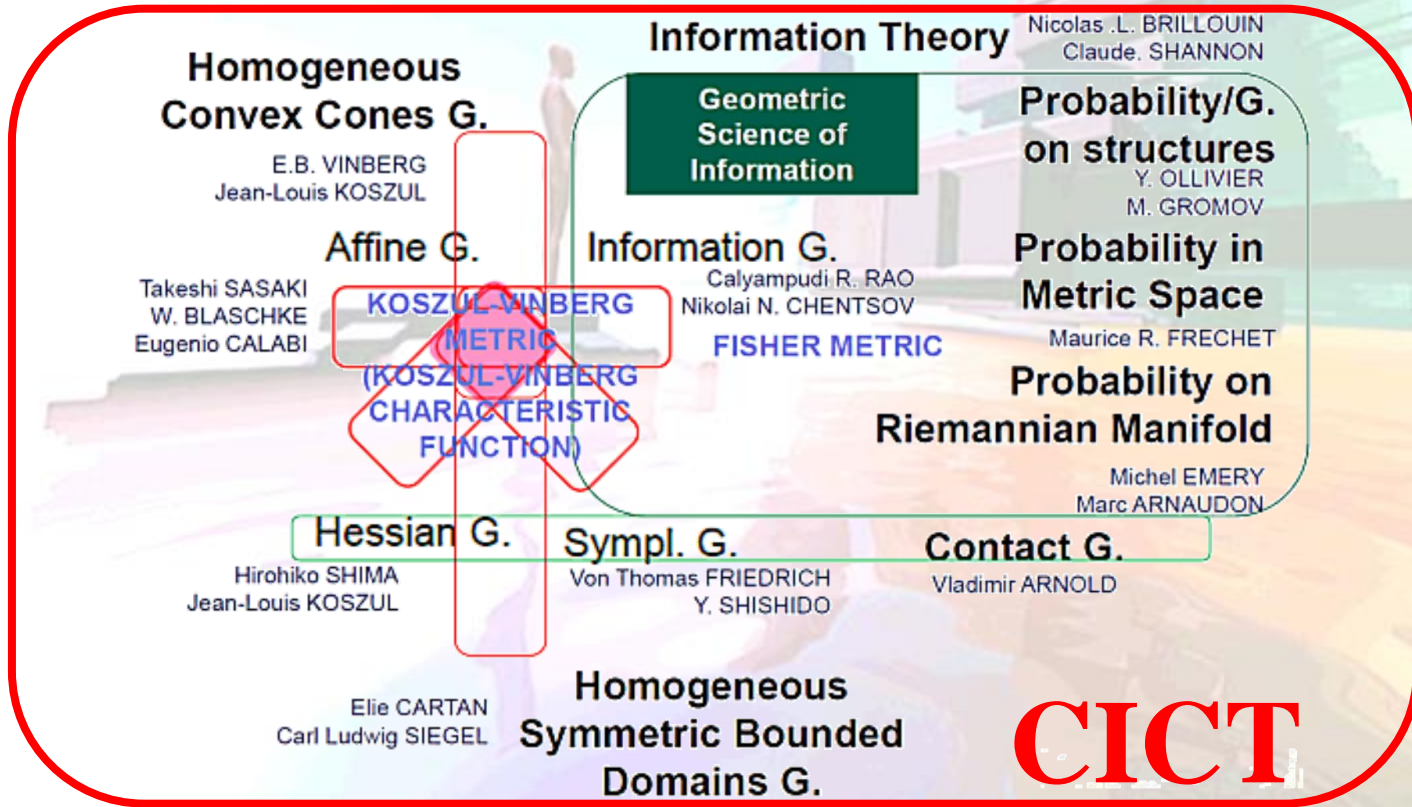 Information Theory
Nicolas .L. BRILLOUIN
Claude. SHANNON
Homogeneous
Convex Cones G.
E.B. VINBERG
Jean-Louis KOSZUL
Geometric
Science of
Information
Probability/G.
on structures
Y. OLLIVIER
M. GROMOV
Affine G.
Takeshi SASAKI
W. BLASCHKE
Eugenio CALABI
Information G.
Calyampudi R. RAO
Nikolai N. CHENTSOV
FISHER METRIC
Probability in
Metric Space
Maurice R. FRECHET
KOSZUL-VINBERG
METRIC
(KOSZUL-VINBERG
CHARACTERISTIC
FUNCTION)
Probability on
Riemannian Manifold
Michel EMERY
Marc ARNAUDON
Hessian G.
Hirohiko SHIMA
Jean-Louis KOSZUL
Sympl. G.
Von Thomas FRIEDRICH
Y. SHISHIDO
Contact G.
Vladimir ARNOLD
Elie CARTAN
Carl Ludwig SIEGEL
Homogeneous
Symmetric Bounded
Domains G.
CICT